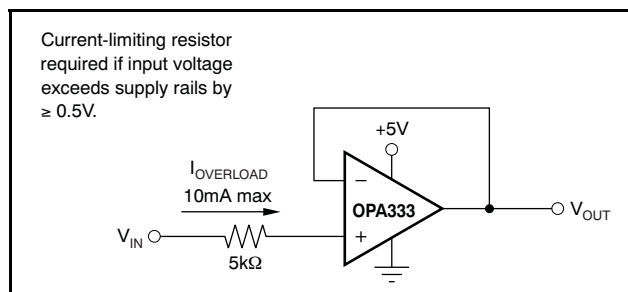 Current-limiting resistor
required if input voltage
exceeds supply rails by
≥ 0.5V.
+5V
I_OVERLOAD
10mA max
−
OPA333
V_OUT
V_IN
+
5kΩ